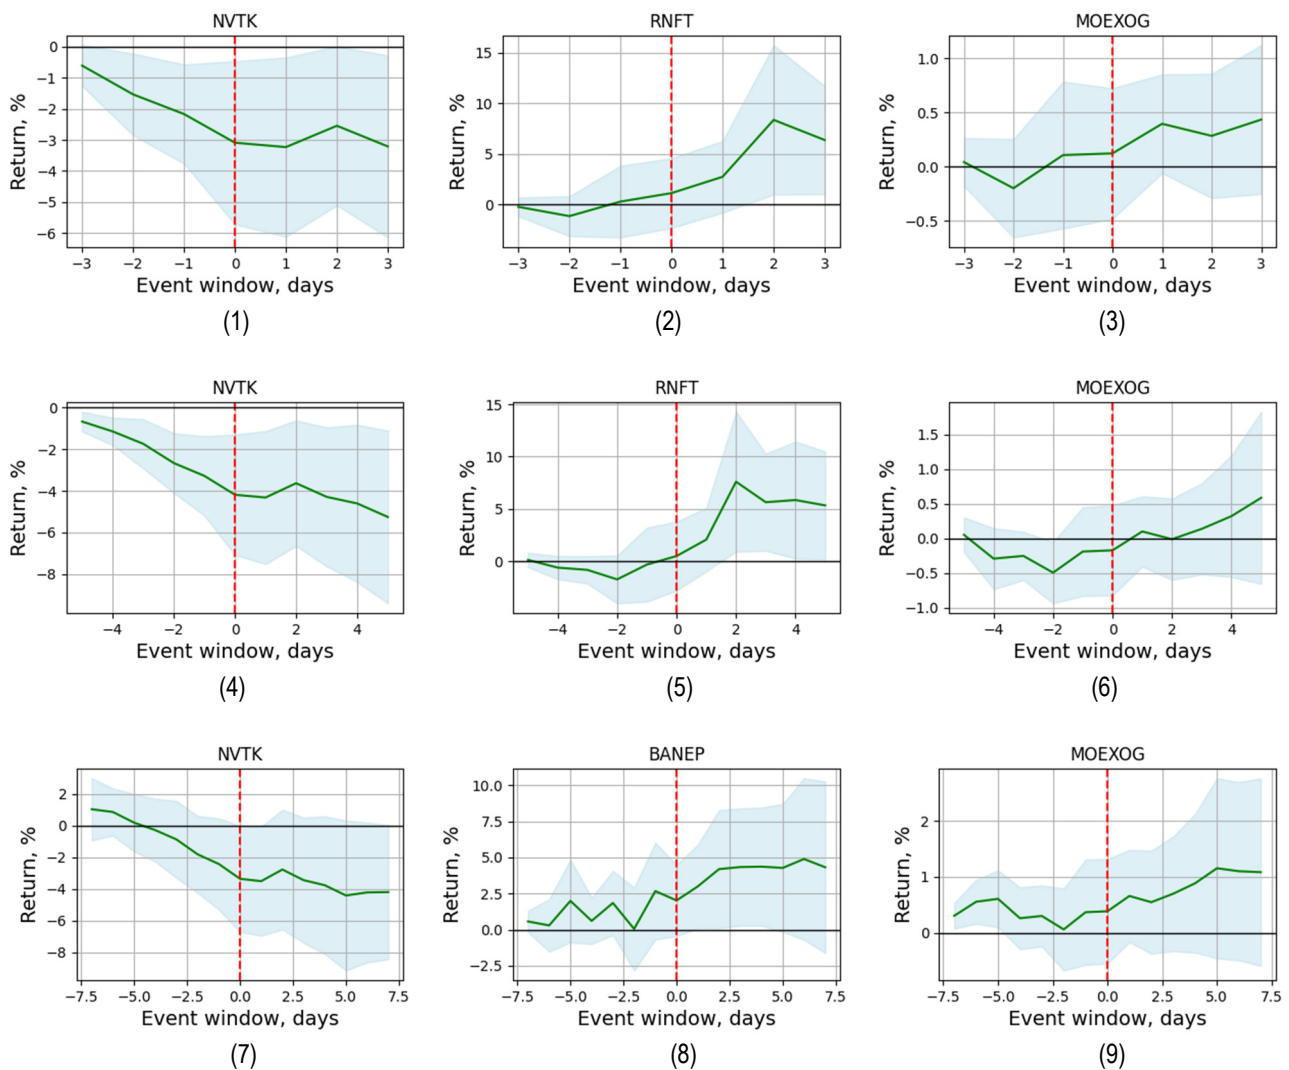 NVTK RNFT MOEXOG
Return, %
0
−1
−2
−3
−4
−5
−6
−3 −2 −1 0 1 2 3
Event window, days
(1)
Return, %
15
10
5
0
−3 −2 −1 0 1 2 3
Event window, days
(2)
Return, %
1.0
0.5
0.0
−0.5
−3 −2 −1 0 1 2 3
Event window, days
(3)
NVTK RNFT MOEXOG
Return, %
0
−2
−4
−6
−8
−4 −2 0 2 4
Event window, days
(4)
Return, %
15
10
5
0
−4 −2 0 2 4
Event window, days
(5)
Return, %
1.5
1.0
0.5
0.0
−0.5
−1.0
−4 −2 0 2 4
Event window, days
(6)
NVTK BANEP MOEXOG
Return, %
2
0
−2
−4
−6
−8
−7.5 −5.0 −2.5 0.0 2.5 5.0 7.5
Event window, days
(7)
Return, %
10.0
7.5
5.0
2.5
0.0
−2.5
−7.5 −5.0 −2.5 0.0 2.5 5.0 7.5
Event window, days
(8)
Return, %
2
1
0
−7.5 −5.0 −2.5 0.0 2.5 5.0 7.5
Event window, days
(9)